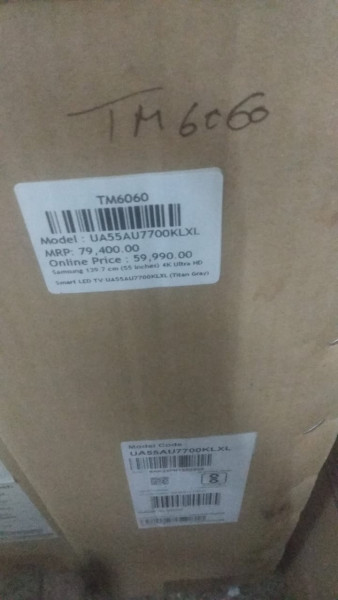 TM6060
TM6060
Model : UA55AU7700KLXL
MRP: 79,400.00
Online Price : 59,990.00
Samsung 139.7 cm (55 inches) 4K Ultra HD
Smart LED TV UA55AU7700KLXL (Titan Gray)
Model Code
UA55AU7700KLXL